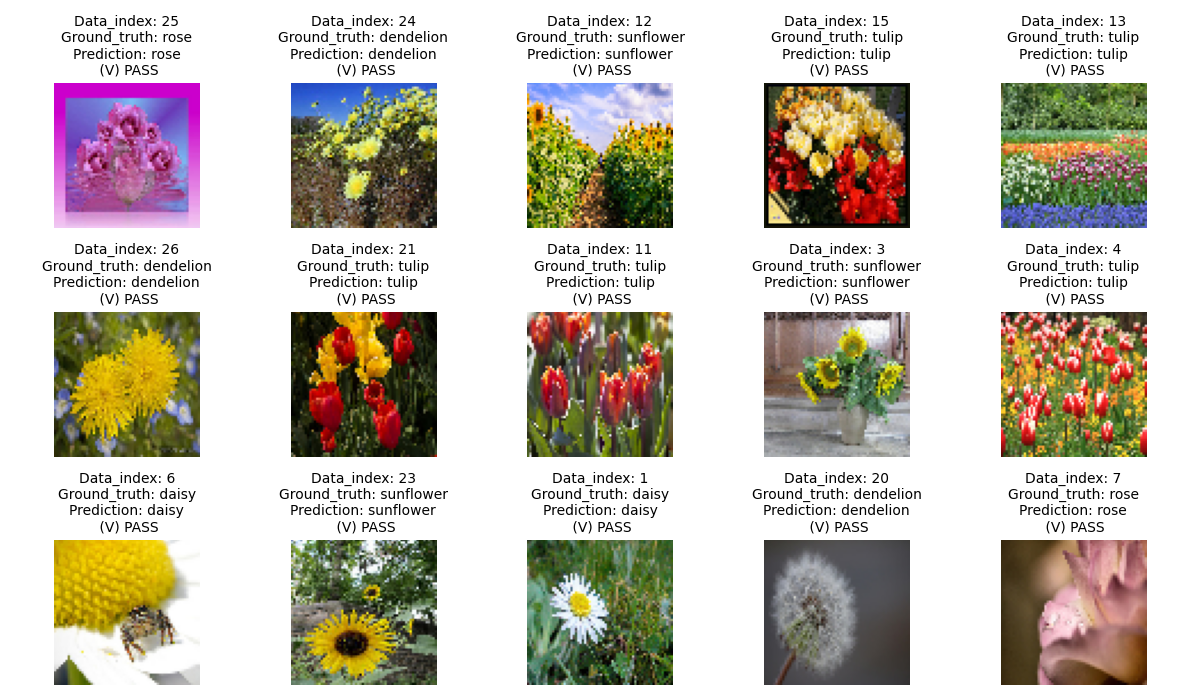 Data_index: 25
Ground_truth: rose
Prediction: rose
(V) PASS
Data_index: 24
Ground_truth: dendelion
Prediction: dendelion
(V) PASS
Data_index: 12
Ground_truth: sunflower
Prediction: sunflower
(V) PASS
Data_index: 15
Ground_truth: tulip
Prediction: tulip
(V) PASS
Data_index: 13
Ground_truth: tulip
Prediction: tulip
(V) PASS
Data_index: 26
Ground_truth: dendelion
Prediction: dendelion
(V) PASS
Data_index: 21
Ground_truth: tulip
Prediction: tulip
(V) PASS
Data_index: 11
Ground_truth: tulip
Prediction: tulip
(V) PASS
Data_index: 3
Ground_truth: sunflower
Prediction: sunflower
(V) PASS
Data_index: 4
Ground_truth: tulip
Prediction: tulip
(V) PASS
Data_index: 6
Ground_truth: daisy
Prediction: daisy
(V) PASS
Data_index: 23
Ground_truth: sunflower
Prediction: sunflower
(V) PASS
Data_index: 1
Ground_truth: daisy
Prediction: daisy
(V) PASS
Data_index: 20
Ground_truth: dendelion
Prediction: dendelion
(V) PASS
Data_index: 7
Ground_truth: rose
Prediction: rose
(V) PASS